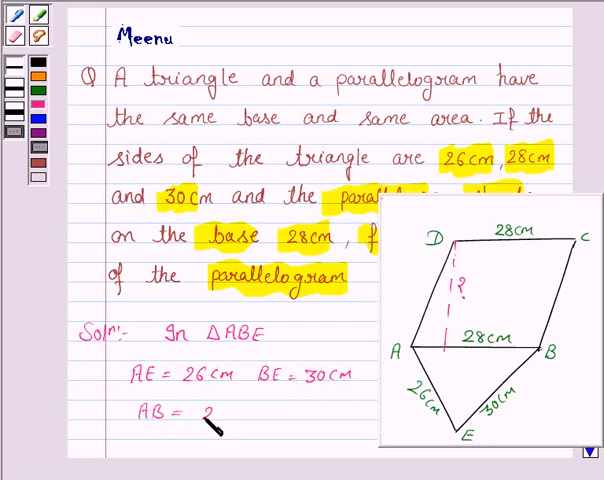 Meenu
Q A triangle and a parallelogram have
the same base and same area. If the
sides of the triangle are 26cm, 28cm
and 30cm and the
on the base 28cm,
of the parallelogram
Soln:- In △ABE
AE = 26cm BE = 30cm
AB = 2
D 28cm C
?
A 28cm B
26cm 30cm
E